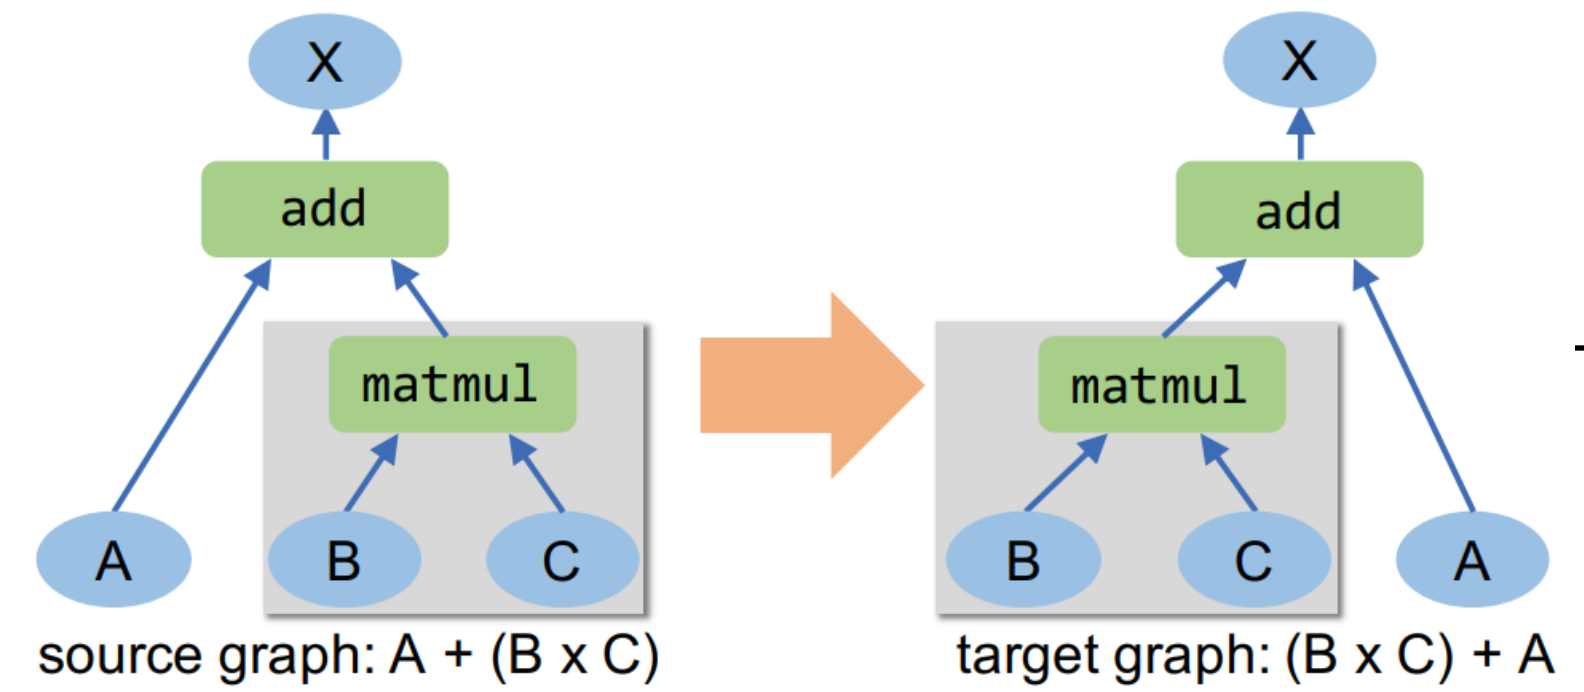 X
X
add
add
matmul
matmul
A
B
C
B
C
A
source graph: A + (B x C)
target graph: (B x C) + A